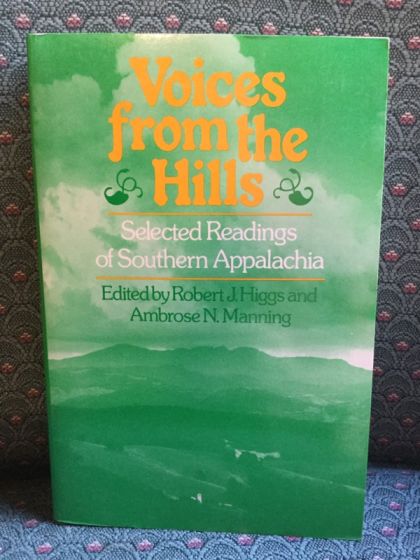 Voices
from the
Hills
Selected Readings
of Southern Appalachia
Edited by Robert J. Higgs and
Ambrose N. Manning